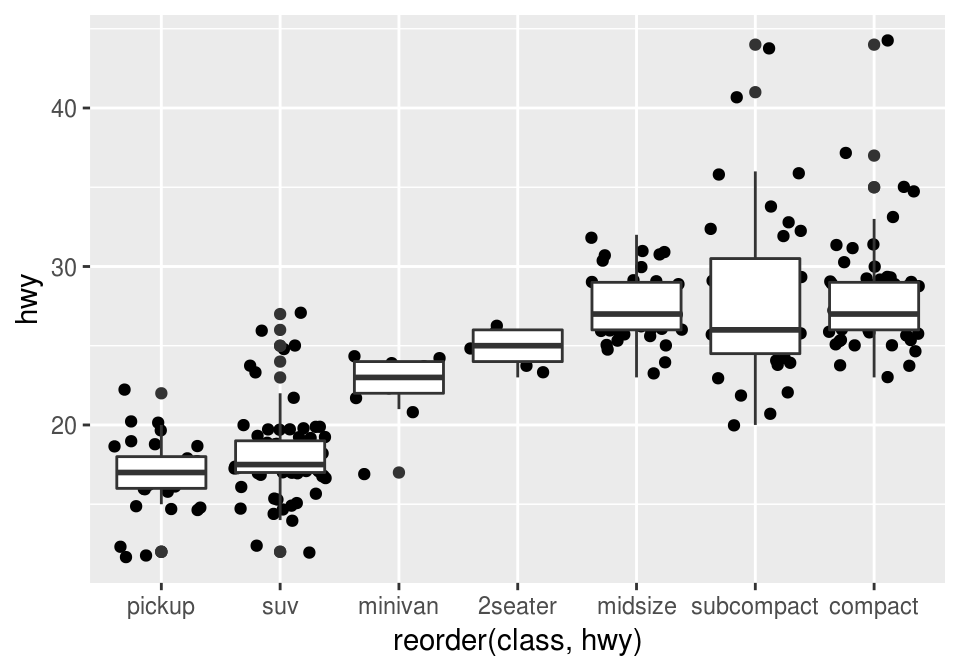 hwy
40
30
20
pickup suv minivan 2seater midsize subcompact compact
reorder(class, hwy)